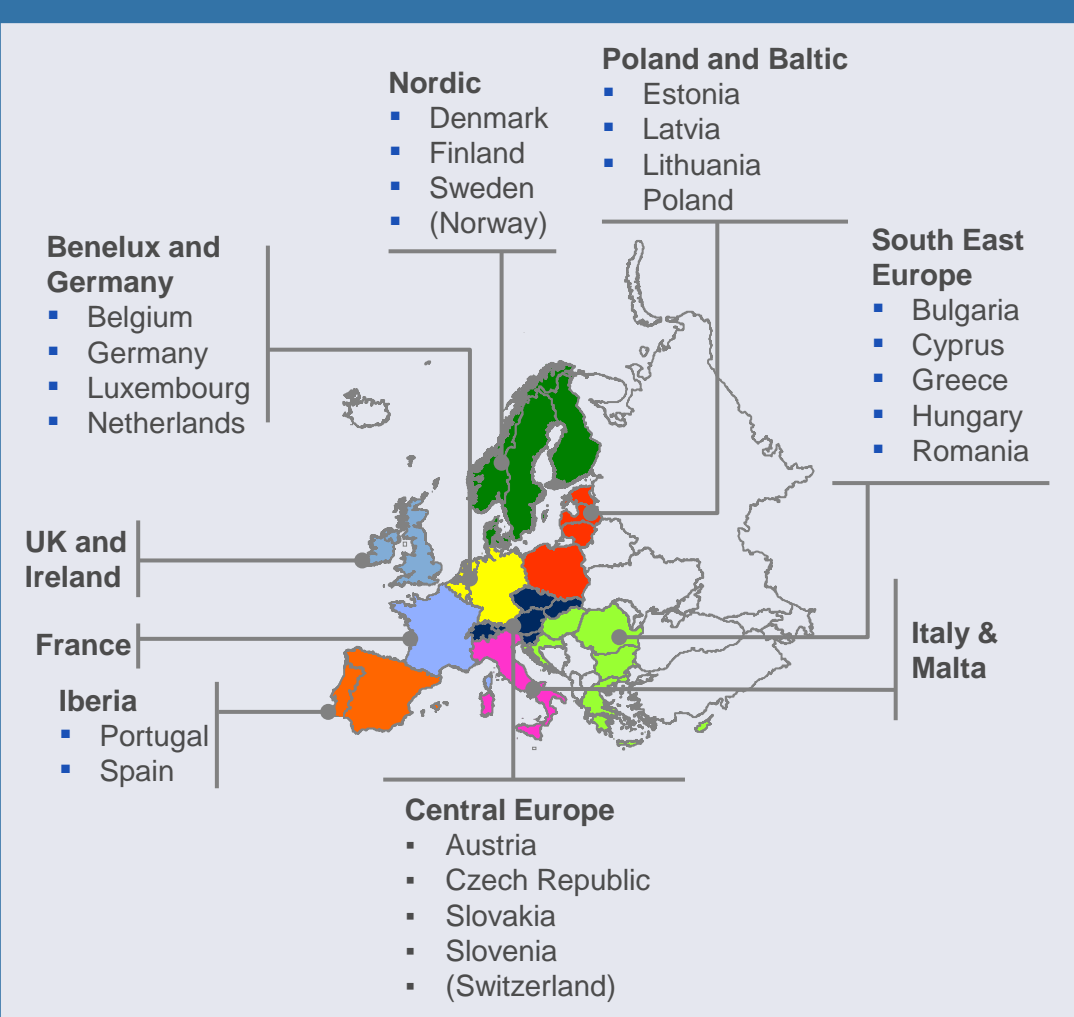 Nordic
▪ Denmark
▪ Finland
▪ Sweden
▪ (Norway)
Poland and Baltic
▪ Estonia
▪ Latvia
▪ Lithuania
Poland
Benelux and
Germany
▪ Belgium
▪ Germany
▪ Luxembourg
▪ Netherlands
South East
Europe
▪ Bulgaria
▪ Cyprus
▪ Greece
▪ Hungary
▪ Romania
UK and
Ireland
France
Iberia
▪ Portugal
▪ Spain
Italy &
Malta
Central Europe
▪ Austria
▪ Czech Republic
▪ Slovakia
▪ Slovenia
▪ (Switzerland)